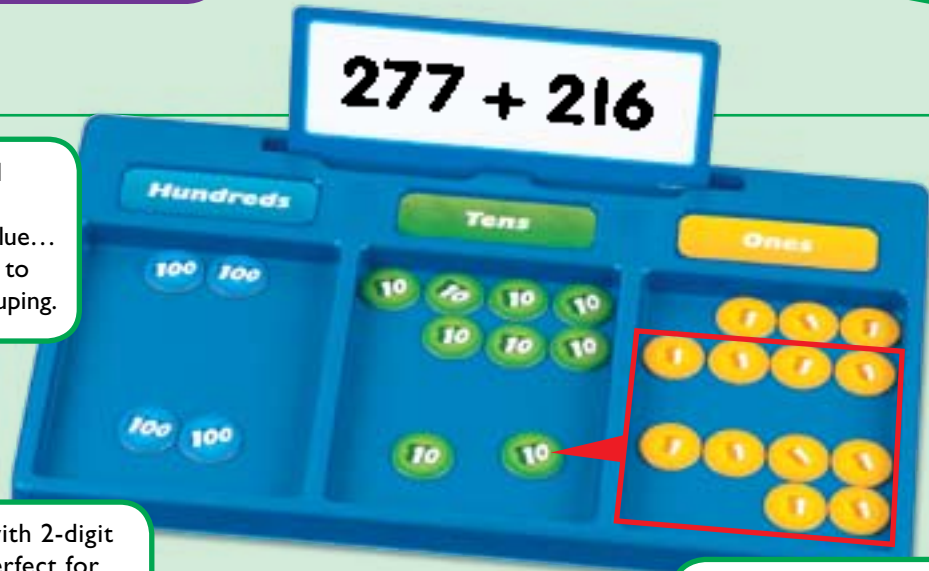 277 + 216
lue…
to
uping.
Hundreds
Tens
Ones
100 100
10 10 10 10
1 1 1
10 10 10
1 1 1 1
100 100
10 10
1 1 1 1
1 1
with 2-digit
erfect for